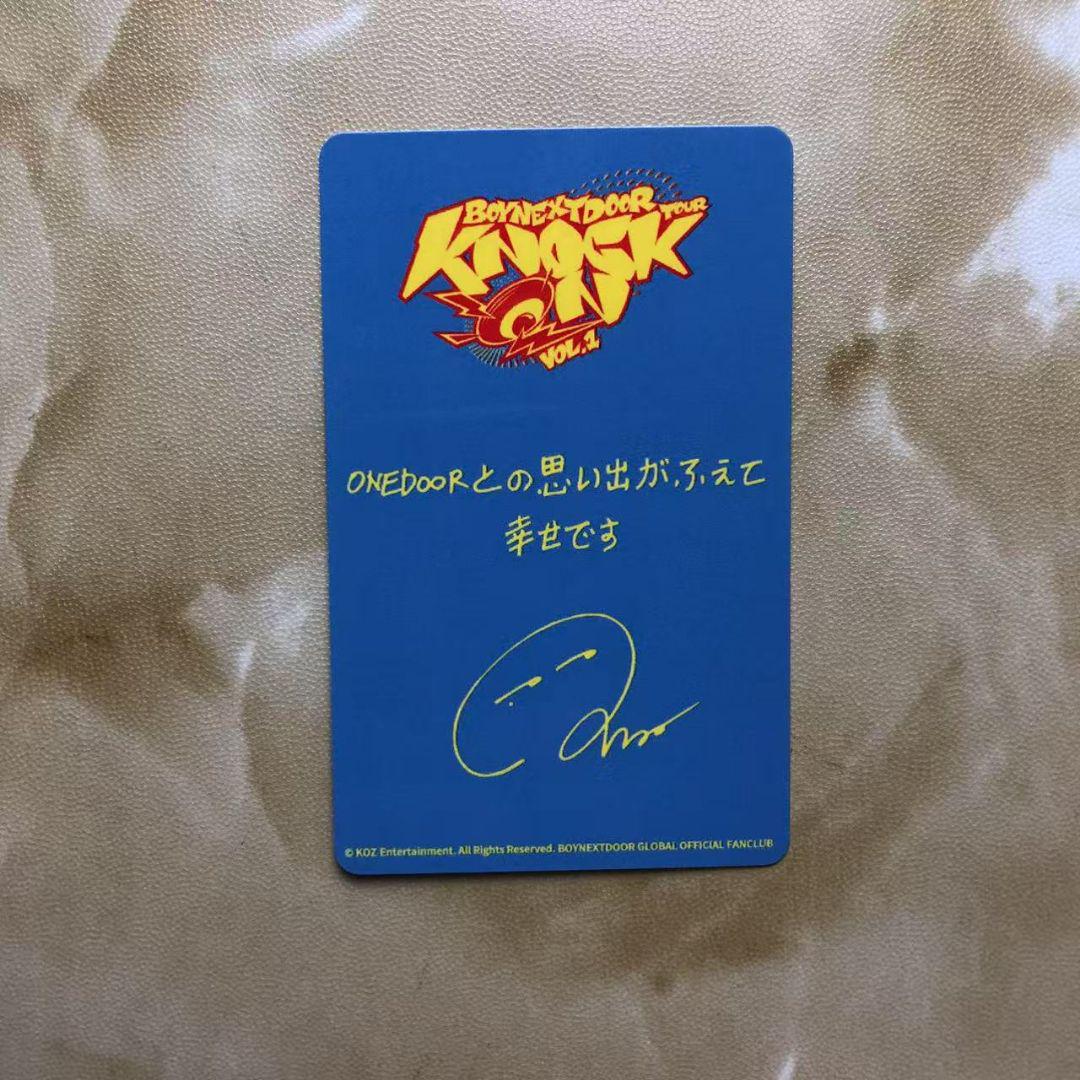 BOYNEXTDOOR TOUR
KNOCK
ON
VOL.1
ONEDOORとの思い出がふえて
幸せです
© KOZ Entertainment. All Rights Reserved. BOYNEXTDOOR GLOBAL OFFICIAL FANCLUB